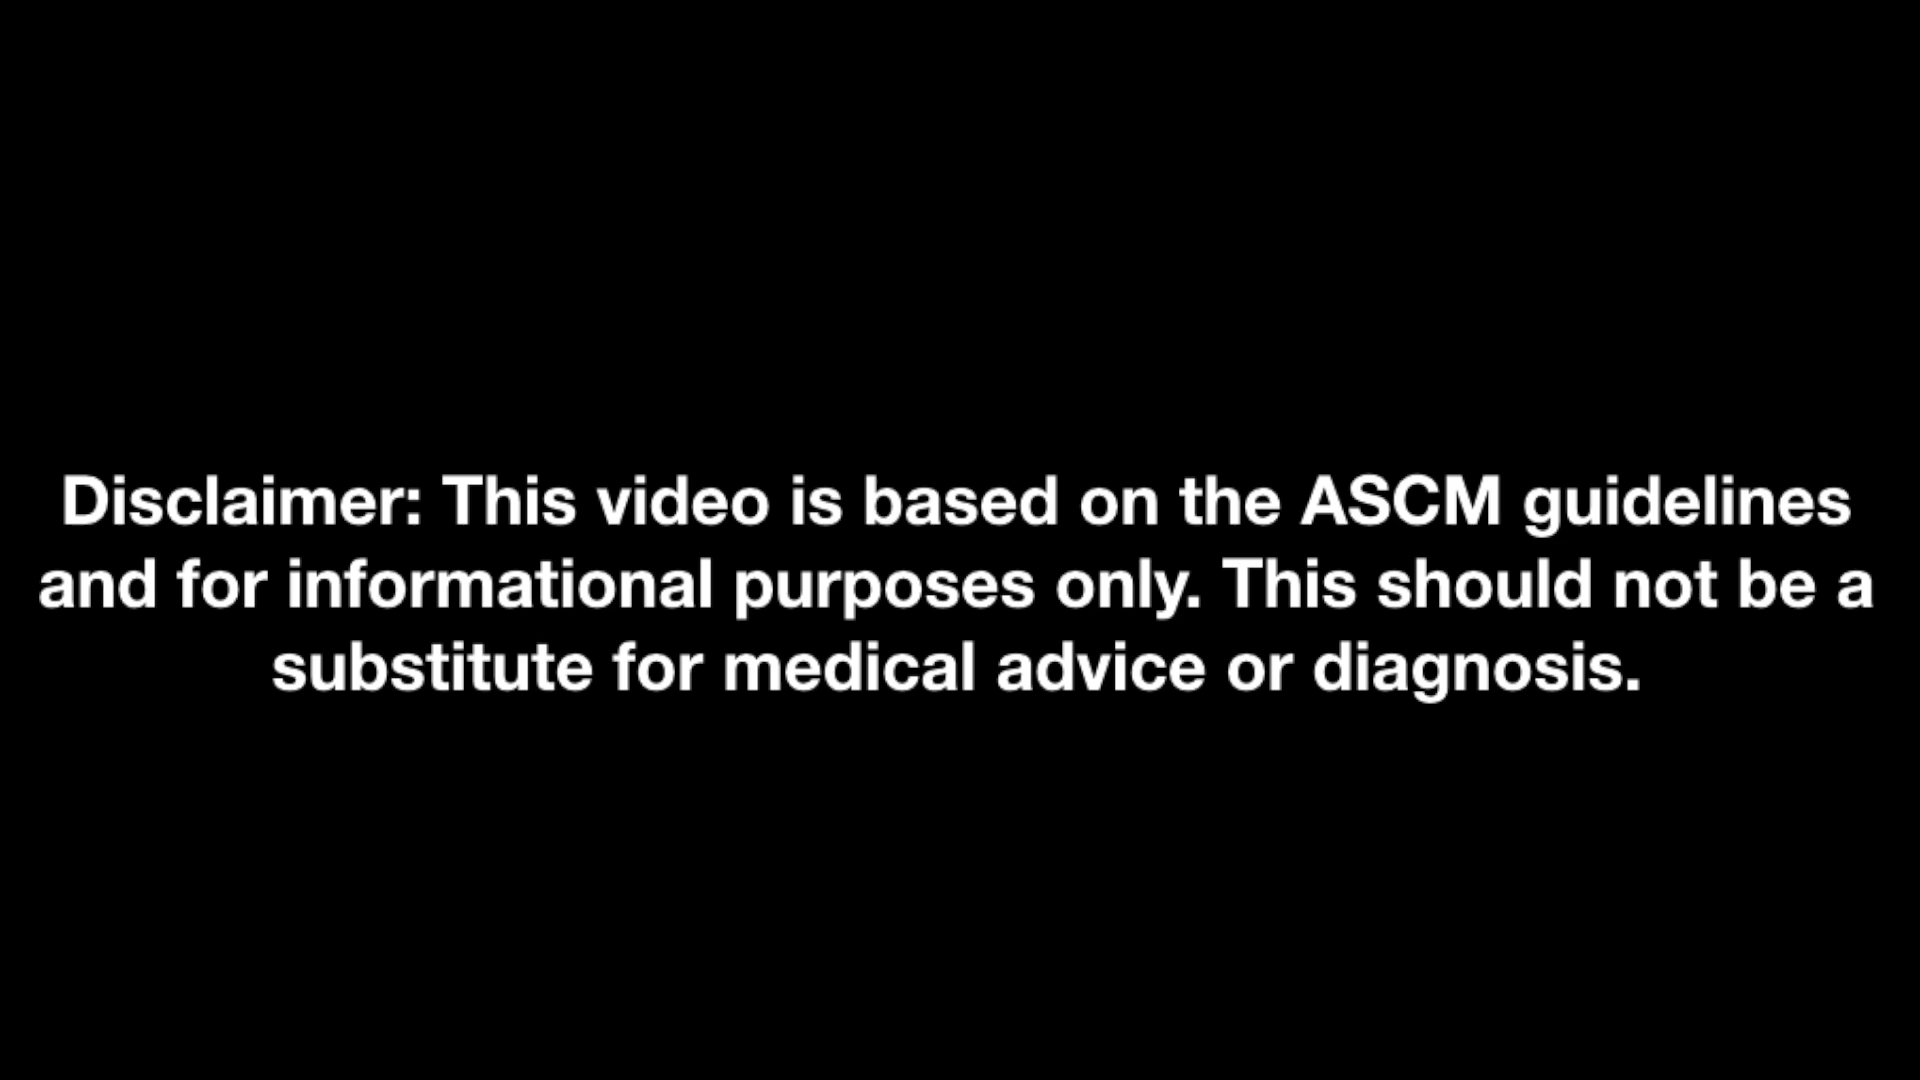 Disclaimer: This video is based on the ASCM guidelines
and for informational purposes only. This should not be a
substitute for medical advice or diagnosis.